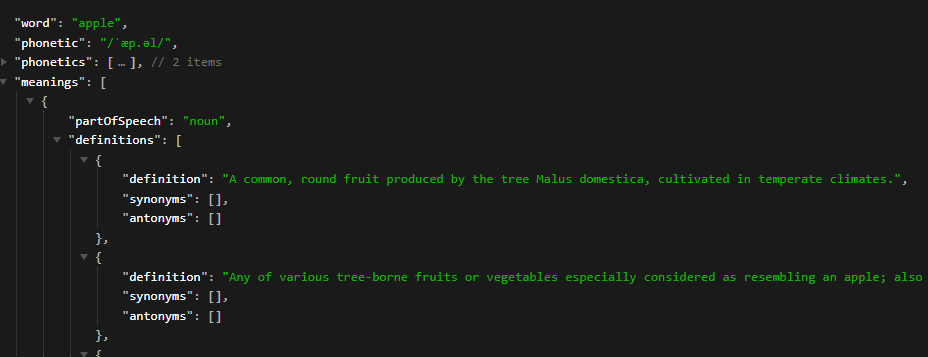 "word": "apple",
"phonetic": "/ˈæp.əl/",
"phonetics": [ … ], // 2 items
"meanings": [
{
"partOfSpeech": "noun",
"definitions": [
{
"definition": "A common, round fruit produced by the tree Malus domestica, cultivated in temperate climates.",
"synonyms": [],
"antonyms": []
},
{
"definition": "Any of various tree-borne fruits or vegetables especially considered as resembling an apple; also
"synonyms": [],
"antonyms": []
},
{